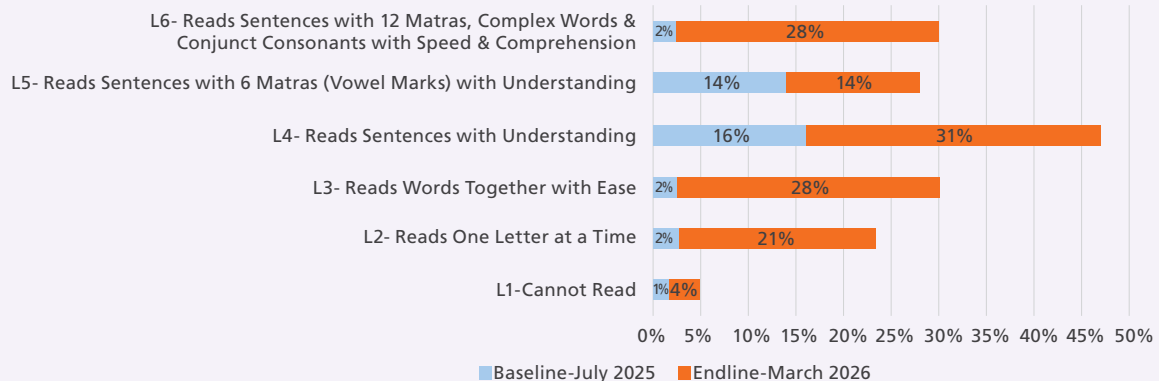 L6- Reads Sentences with 12 Matras, Complex Words &
Conjunct Consonants with Speed & Comprehension
2% 28%
L5- Reads Sentences with 6 Matras (Vowel Marks) with Understanding
14% 14%
L4- Reads Sentences with Understanding
16% 31%
L3- Reads Words Together with Ease
2% 28%
L2- Reads One Letter at a Time
2% 21%
L1-Cannot Read
1% 4%
0% 5% 10% 15% 20% 25% 30% 35% 40% 45% 50%
Baseline-July 2025 Endline-March 2026